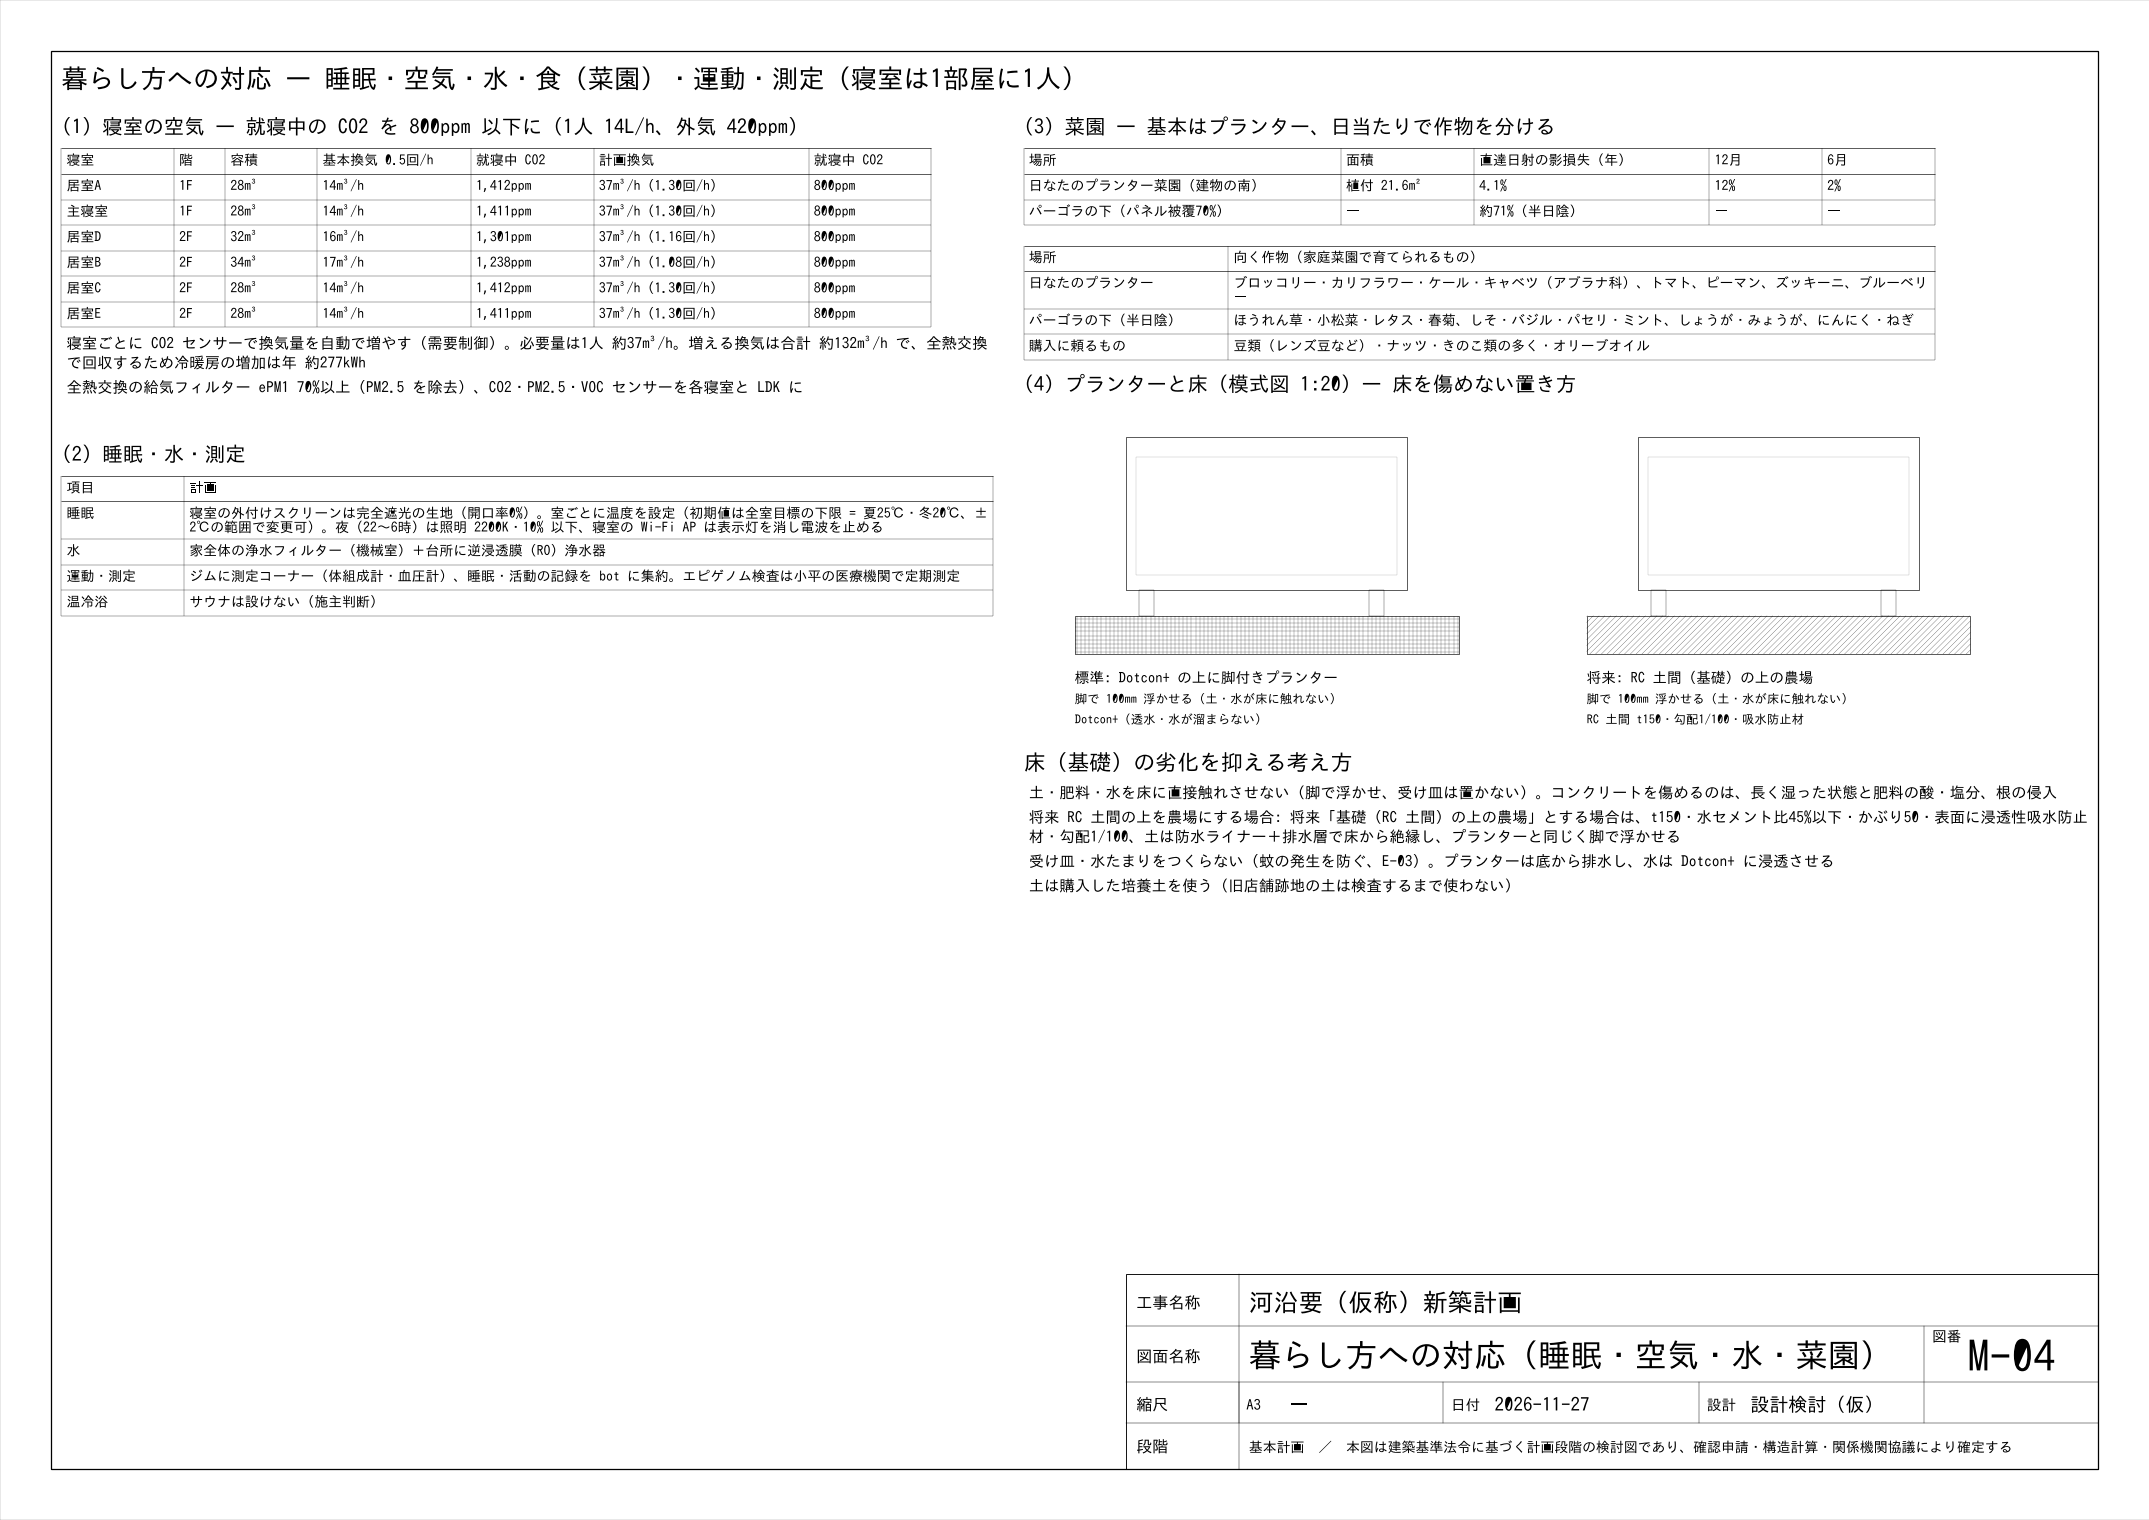 暮らし方への対応 — 睡眠・空気・水・食（菜園）・運動・測定（寝室は1部屋に1人）
(1) 寝室の空気 — 就寝中の CO2 を 800ppm 以下に（1人 14L/h、外気 420ppm）
寝室 階 容積 基本換気 0.5回/h 就寝中 CO2 計画換気 就寝中 CO2
居室A 1F 28m³ 14m³/h 1,412ppm 37m³/h（1.30回/h） 800ppm
主寝室 1F 28m³ 14m³/h 1,411ppm 37m³/h（1.30回/h） 800ppm
居室D 2F 32m³ 16m³/h 1,301ppm 37m³/h（1.16回/h） 800ppm
居室B 2F 34m³ 17m³/h 1,238ppm 37m³/h（1.08回/h） 800ppm
居室C 2F 28m³ 14m³/h 1,412ppm 37m³/h（1.30回/h） 800ppm
居室E 2F 28m³ 14m³/h 1,411ppm 37m³/h（1.30回/h） 800ppm
寝室ごとに CO2 センサーで換気量を自動で増やす（需要制御）。必要量は1人 約37m³/h。増える換気は合計 約132m³/h で、全熱交換
で回収するため冷暖房の増加は年 約277kWh
全熱交換の給気フィルター ePM1 70%以上（PM2.5 を除去）、CO2・PM2.5・VOC センサーを各寝室と LDK に
(2) 睡眠・水・測定
項目 計画
睡眠 寝室の外付けスクリーンは完全遮光の生地（開口率0%）。室ごとに温度を設定（初期値は全室目標の下限 = 夏25℃・冬20℃、±
2℃の範囲で変更可）。夜（22〜6時）は照明 2200K・10% 以下、寝室の Wi-Fi AP は表示灯を消し電波を止める
水 家全体の浄水フィルター（機械室）＋台所に逆浸透膜（RO）浄水器
運動・測定 ジムに測定コーナー（体組成計・血圧計）、睡眠・活動の記録を bot に集約。エピゲノム検査は小平の医療機関で定期測定
温冷浴 サウナは設けない（施主判断）
(3) 菜園 — 基本はプランター、日当たりで作物を分ける
場所 面積 直達日射の影損失（年） 12月 6月
日なたのプランター菜園（建物の南） 植付 21.6m² 4.1% 12% 2%
パーゴラの下（パネル被覆70%） — 約71%（半日陰） — —
場所 向く作物（家庭菜園で育てられるもの）
日なたのプランター ブロッコリー・カリフラワー・ケール・キャベツ（アブラナ科）、トマト、ピーマン、ズッキーニ、ブルーベリ
ー
パーゴラの下（半日陰） ほうれん草・小松菜・レタス・春菊、しそ・バジル・パセリ・ミント、しょうが・みょうが、にんにく・ねぎ
購入に頼るもの 豆類（レンズ豆など）・ナッツ・きのこ類の多く・オリーブオイル
(4) プランターと床（模式図 1:20）— 床を傷めない置き方
標準: Dotcon+ の上に脚付きプランター
脚で 100mm 浮かせる（土・水が床に触れない）
Dotcon+（透水・水が溜まらない）
将来: RC 土間（基礎）の上の農場
脚で 100mm 浮かせる（土・水が床に触れない）
RC 土間 t150・勾配1/100・吸水防止材
床（基礎）の劣化を抑える考え方
土・肥料・水を床に直接触れさせない（脚で浮かせ、受け皿は置かない）。コンクリートを傷めるのは、長く湿った状態と肥料の酸・塩分、根の侵入
将来 RC 土間の上を農場にする場合: 将来「基礎（RC 土間）の上の農場」とする場合は、t150・水セメント比45%以下・かぶり50・表面に浸透性吸水防止
材・勾配1/100、土は防水ライナー＋排水層で床から絶縁し、プランターと同じく脚で浮かせる
受け皿・水たまりをつくらない（蚊の発生を防ぐ、E-03）。プランターは底から排水し、水は Dotcon+ に浸透させる
土は購入した培養土を使う（旧店舗跡地の土は検査するまで使わない）
工事名称 河沿要（仮称）新築計画
図面名称 暮らし方への対応（睡眠・空気・水・菜園） 図番 M-04
縮尺 A3 — 日付 2026-11-27 設計 設計検討（仮）
段階 基本計画 ／ 本図は建築基準法令に基づく計画段階の検討図であり、確認申請・構造計算・関係機関協議により確定する